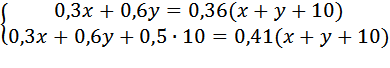 0,3x + 0,6y = 0,36(x + y + 10)
0,3x + 0,6y + 0,5 · 10 = 0,41(x + y + 10)